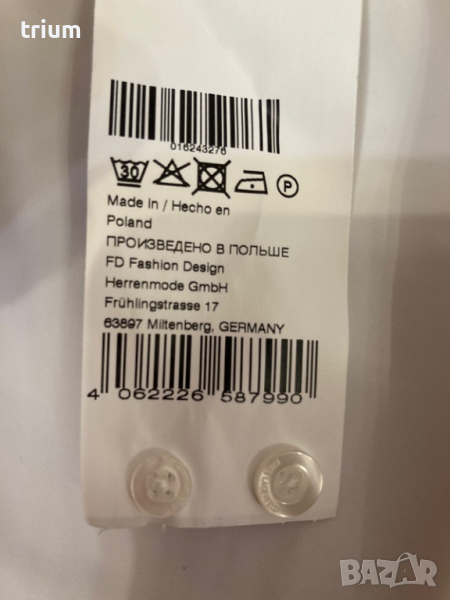 trium
016243276
30
P
Made in / Hecho en
Poland
ПРОИЗВЕДЕНО В ПОЛЬШЕ
FD Fashion Design
Herrenmode GmbH
Frühlingstrasse 17
63897 Miltenberg, GERMANY
4 062226 587990
BAZAR